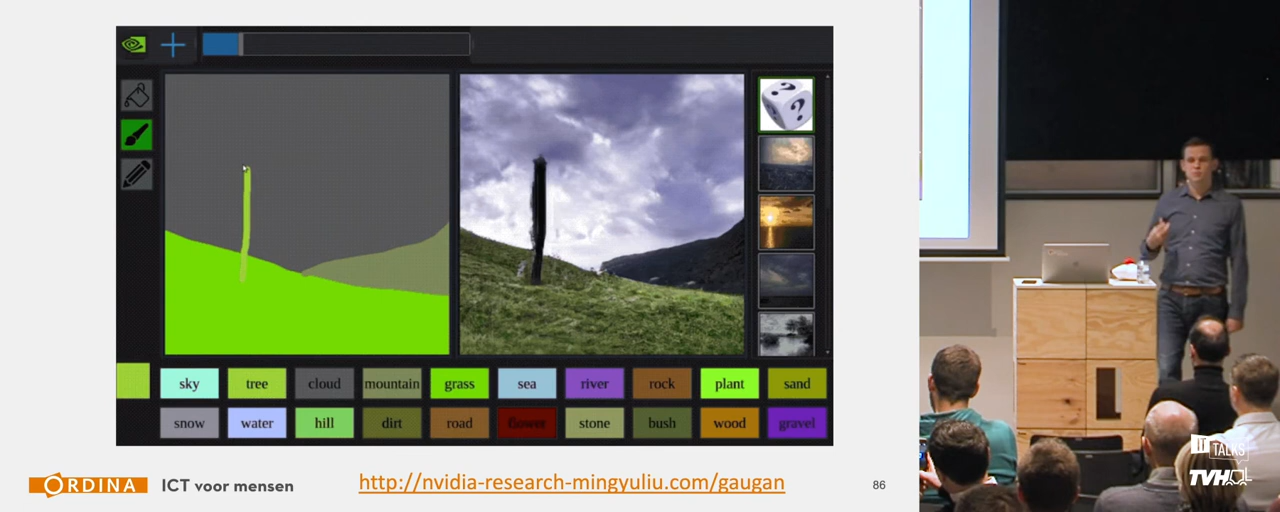 sky tree cloud mountain grass sea river rock plant sand
snow water hill dirt road flower stone bush wood gravel
ORDINA ICT voor mensen http://nvidia-research-mingyuliu.com/gaugan 86
IT TALKS
TVH